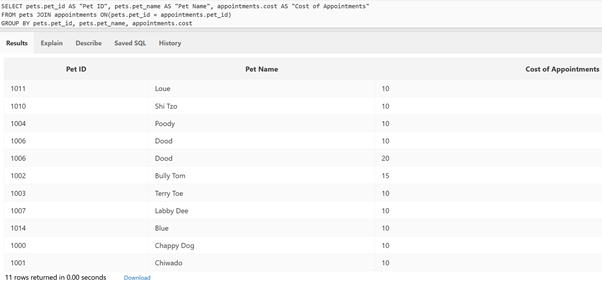 SELECT pets.pet_id AS "Pet ID", pets.pet_name AS "Pet Name", appointments.cost AS "Cost of Appointments"
FROM pets JOIN appointments ON(pets.pet_id = appointments.pet_id)
GROUP BY pets.pet_id, pets.pet_name, appointments.cost
Results Explain Describe Saved SQL History
Pet ID Pet Name Cost of Appointments
1011 Loue 10
1010 Shi Tzo 10
1004 Poody 10
1006 Dood 10
1006 Dood 20
1002 Bully Tom 15
1003 Terry Toe 10
1007 Labby Dee 10
1014 Blue 10
1000 Chappy Dog 10
1001 Chiwado 10
11 rows returned in 0.00 seconds Download